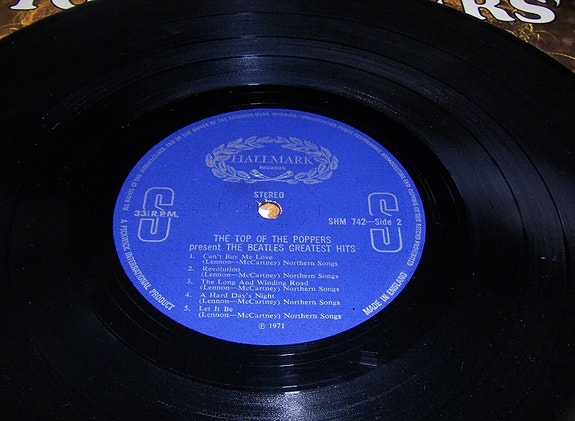 HALLMARK
RECORDS
STEREO
S
33⅓ R.P.M.
SHM 742—Side 2
S
THE TOP OF THE POPPERS
present THE BEATLES GREATEST HITS
1. Can't Buy Me Love
(Lennon—McCartney) Northern Songs
2. Revolution
(Lennon—McCartney) Northern Songs
3. The Long And Winding Road
(Lennon—McCartney) Northern Songs
4. A Hard Day's Night
(Lennon—McCartney) Northern Songs
5. Let It Be
(Lennon—McCartney) Northern Songs
℗ 1971
A PICKWICK INTERNATIONAL PRODUCT
MADE IN ENGLAND